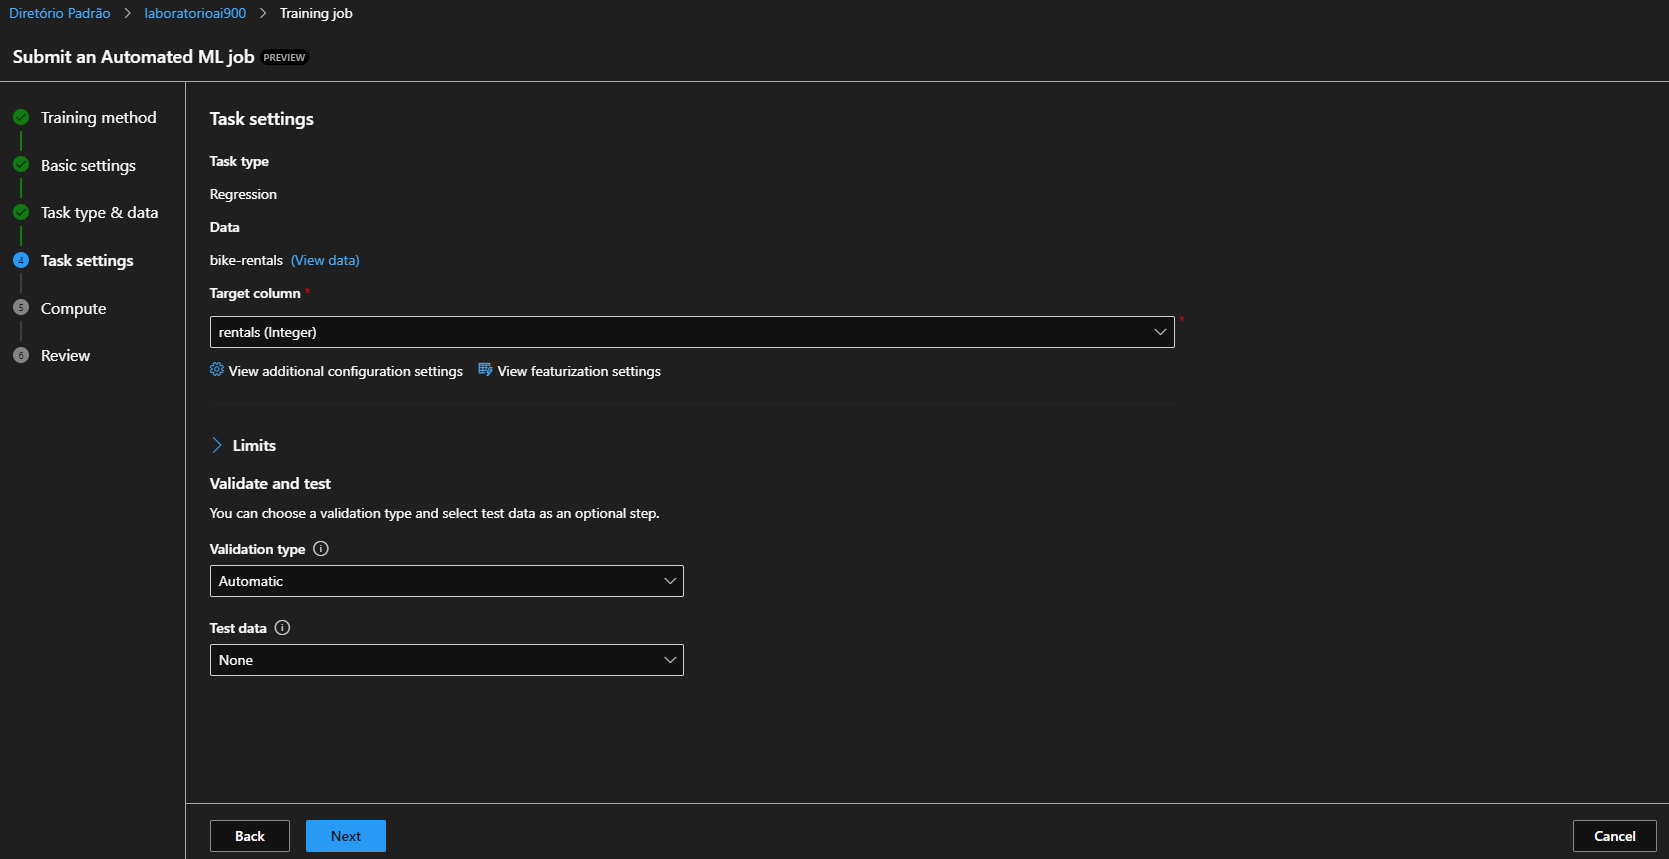 Diretório Padrão > laboratorioai900 > Training job
Submit an Automated ML job PREVIEW
Training method
Basic settings
Task type & data
4 Task settings
5 Compute
6 Review
Task settings
Task type
Regression
Data
bike-rentals (View data)
Target column *
rentals (Integer) *
View additional configuration settings View featurization settings
Limits
Validate and test
You can choose a validation type and select test data as an optional step.
Validation type
Automatic
Test data
None
Back Next Cancel